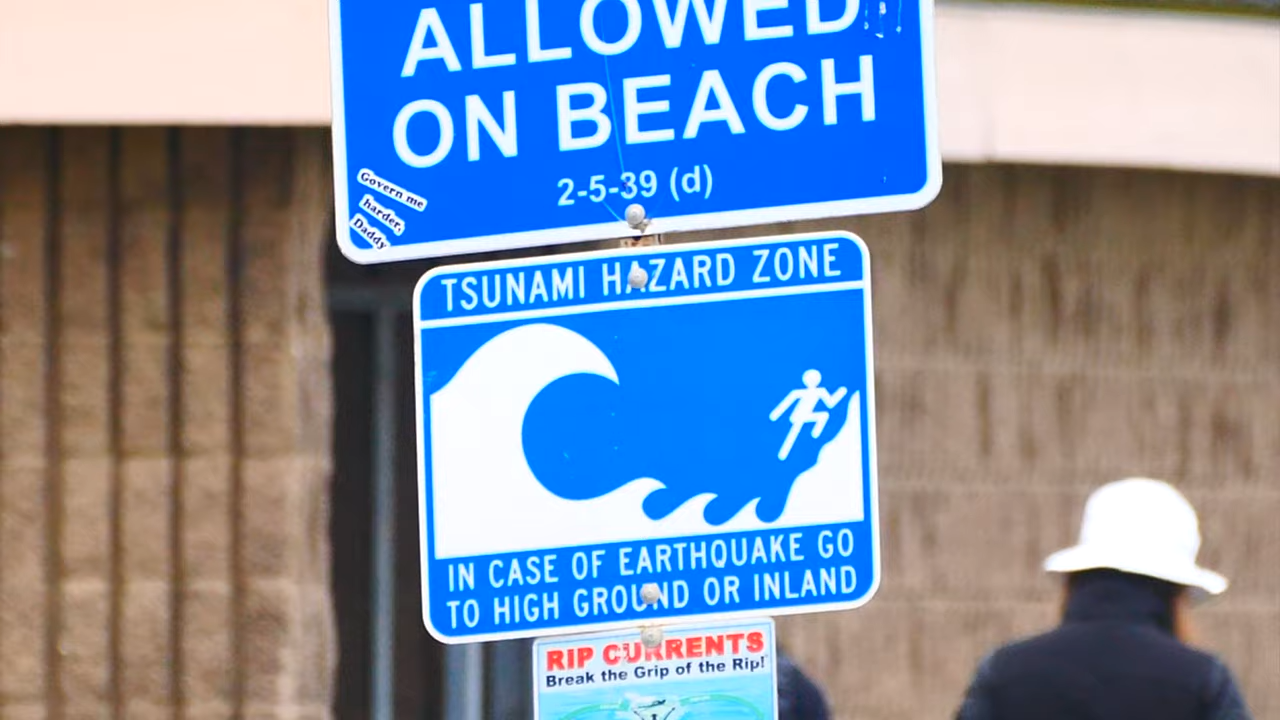 ALLOWED
ON BEACH
2-5-39 (d)
Govern me
harder,
Daddy
TSUNAMI HAZARD ZONE
IN CASE OF EARTHQUAKE GO
TO HIGH GROUND OR INLAND
RIP CURRENTS
Break the Grip of the Rip!